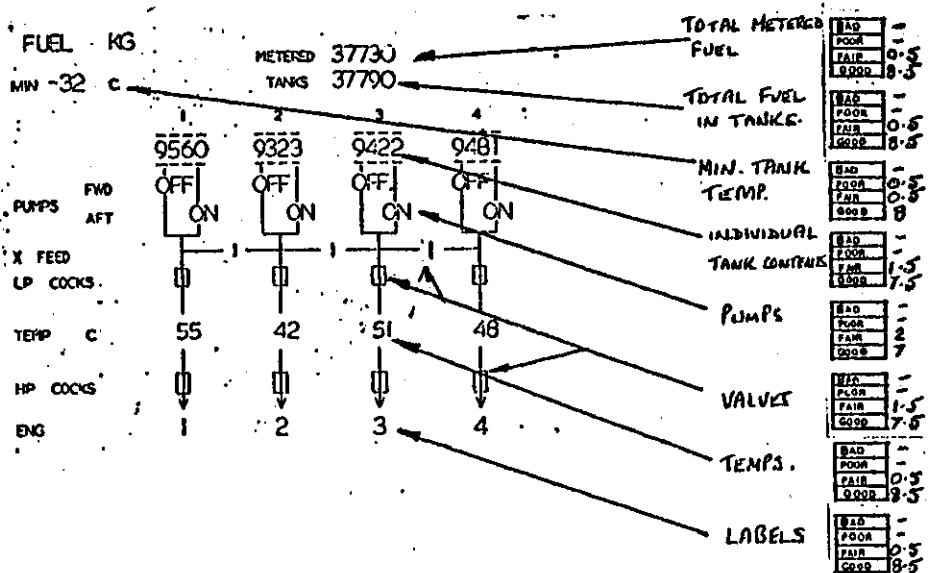 FUEL KG
METERED 37730
MIN -32 C
TANKS 37790
1 2 3 4
9560 9323 9422 9481
OFF OFF OFF OFF
FWD
PUMPS
AFT
ON ON ON ON
X FEED
LP COCKS
TEMP C 55 42 51 48
HP COCKS
ENG 1 2 3 4
TOTAL METERED
FUEL
BAD -
POOR -
FAIR 0.5
GOOD 8.5
TOTAL FUEL
IN TANKS.
BAD -
POOR -
FAIR 0.5
GOOD 8.5
MIN. TANK
TEMP.
BAD -
POOR 0.5
FAIR 0.5
GOOD 8
INDIVIDUAL
TANK CONTENTS
BAD -
POOR -
FAIR 1.5
GOOD 7.5
PUMPS
BAD -
POOR -
FAIR 2
GOOD 7
VALVES
BAD -
POOR -
FAIR 1.5
GOOD 7.5
TEMPS.
BAD -
POOR -
FAIR 0.5
GOOD 8.5
LABELS
BAD -
POOR -
FAIR 0.5
GOOD 8.5